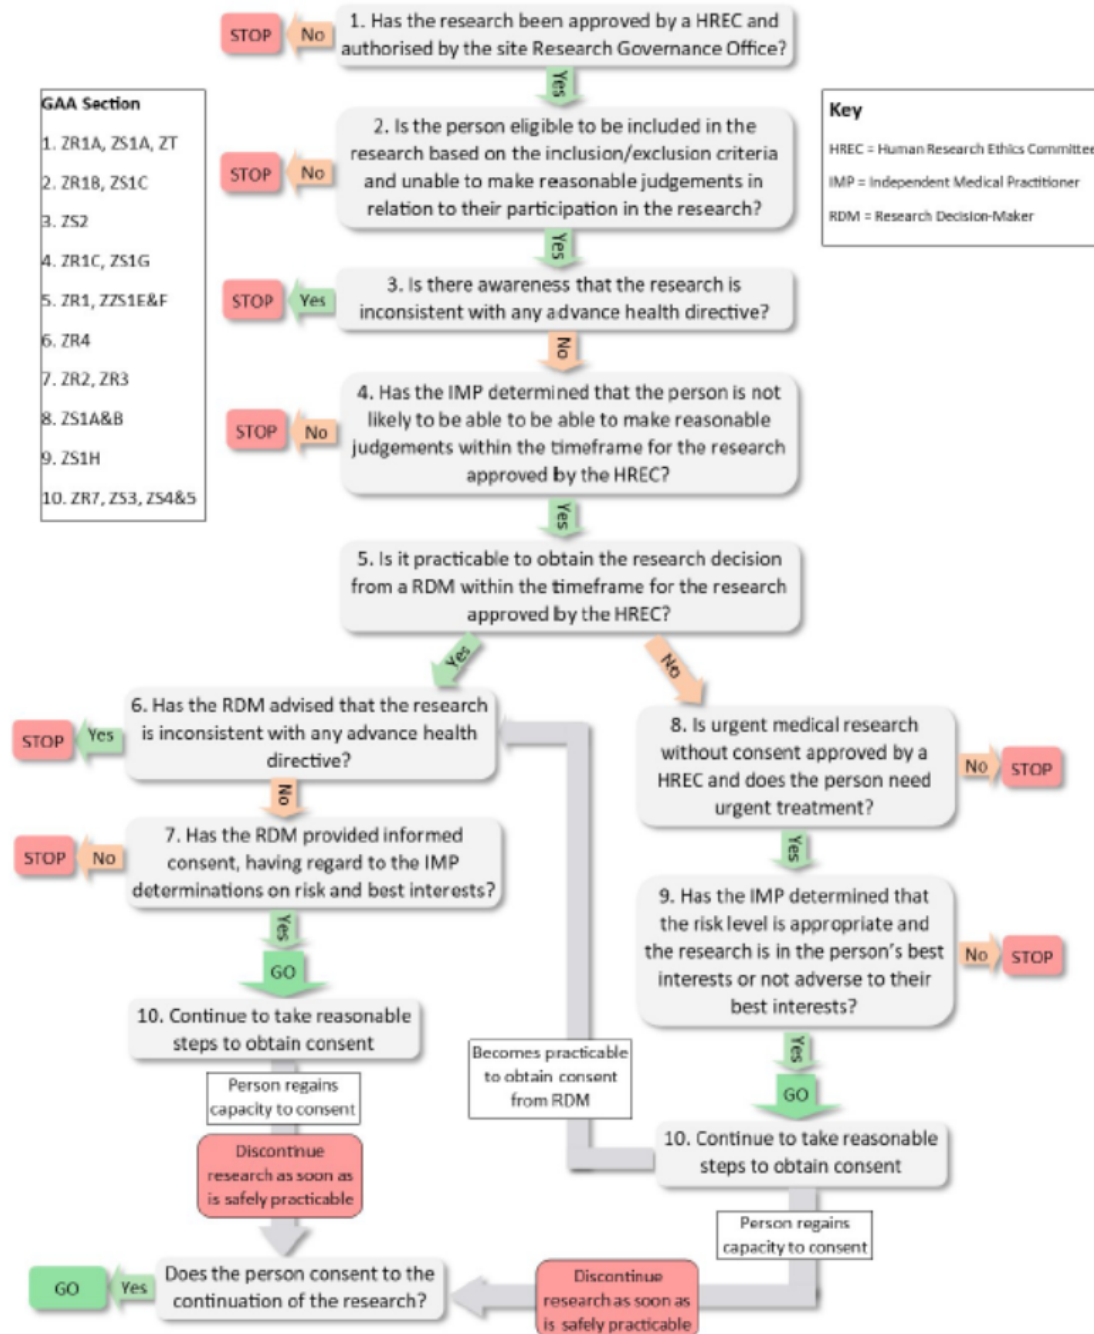 1. Has the research been approved by a HREC and
authorised by the site Research Governance Office?
No
STOP
Yes
GAA Section
1. ZR1A, ZS1A, ZT
2. ZR1B, ZS1C
3. ZS2
4. ZR1C, ZS1G
5. ZR1, ZZS1E&F
6. ZR4
7. ZR2, ZR3
8. ZS1A&B
9. ZS1H
10. ZR7, ZS3, ZS4&5
Key
HREC = Human Research Ethics Committee
IMP = Independent Medical Practitioner
RDM = Research Decision-Maker
2. Is the person eligible to be included in the
research based on the inclusion/exclusion criteria
and unable to make reasonable judgements in
relation to their participation in the research?
No
STOP
Yes
3. Is there awareness that the research is
inconsistent with any advance health directive?
Yes
STOP
No
4. Has the IMP determined that the person is not
likely to be able to be able to make reasonable
judgements within the timeframe for the research
approved by the HREC?
No
STOP
Yes
5. Is it practicable to obtain the research decision
from a RDM within the timeframe for the research
approved by the HREC?
Yes
No
6. Has the RDM advised that the research
is inconsistent with any advance health
directive?
Yes
STOP
No
7. Has the RDM provided informed
consent, having regard to the IMP
determinations on risk and best interests?
No
STOP
Yes
GO
10. Continue to take reasonable
steps to obtain consent
Person regains
capacity to consent
Discontinue
research as soon as
is safely practicable
8. Is urgent medical research
without consent approved by a
HREC and does the person need
urgent treatment?
No
STOP
Yes
9. Has the IMP determined that
the risk level is appropriate and
the research is in the person's best
interests or not adverse to their
best interests?
No
STOP
Yes
GO
10. Continue to take reasonable
steps to obtain consent
Becomes practicable
to obtain consent
from RDM
Person regains
capacity to consent
Discontinue
research as soon as
is safely practicable
Does the person consent to the
continuation of the research?
Yes
GO